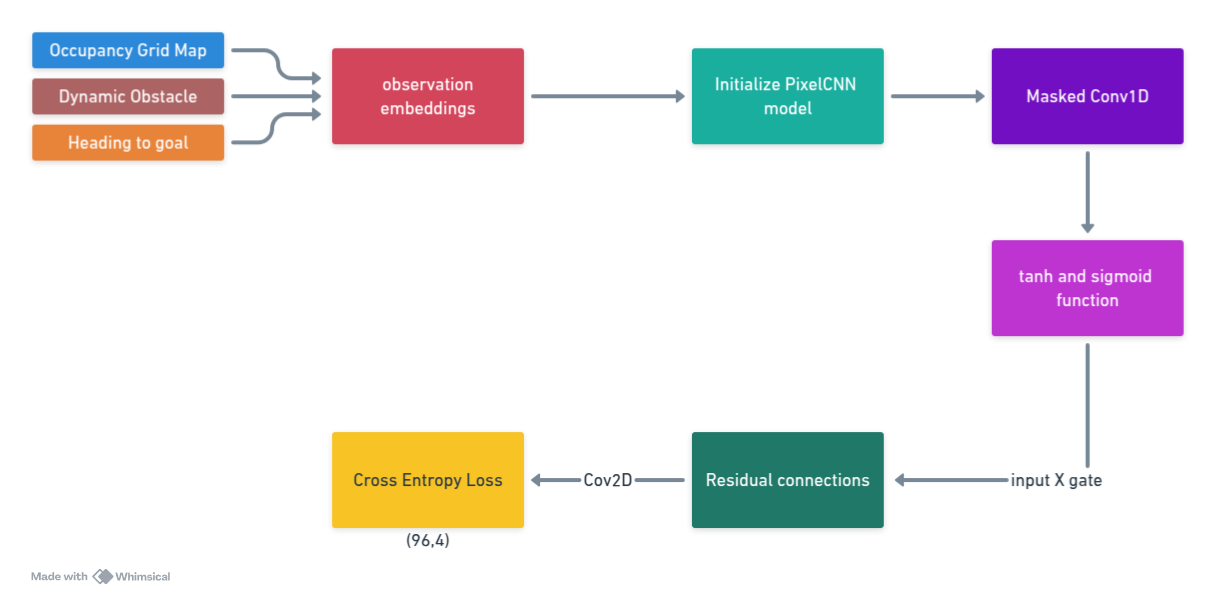 Occupancy Grid Map
Dynamic Obstacle
Heading to goal
observation
embeddings
Initialize PixelCNN
model
Masked Conv1D
tanh and sigmoid
function
input X gate
Residual connections
Cov2D
Cross Entropy Loss
(96,4)
Made with Whimsical